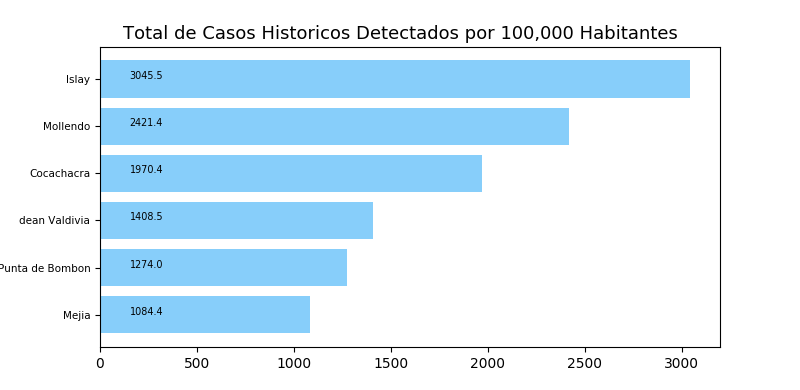 Total de Casos Historicos Detectados por 100,000 Habitantes
Islay 3045.5
Mollendo 2421.4
Cocachacra 1970.4
dean Valdivia 1408.5
Punta de Bombon 1274.0
Mejia 1084.4
0 500 1000 1500 2000 2500 3000